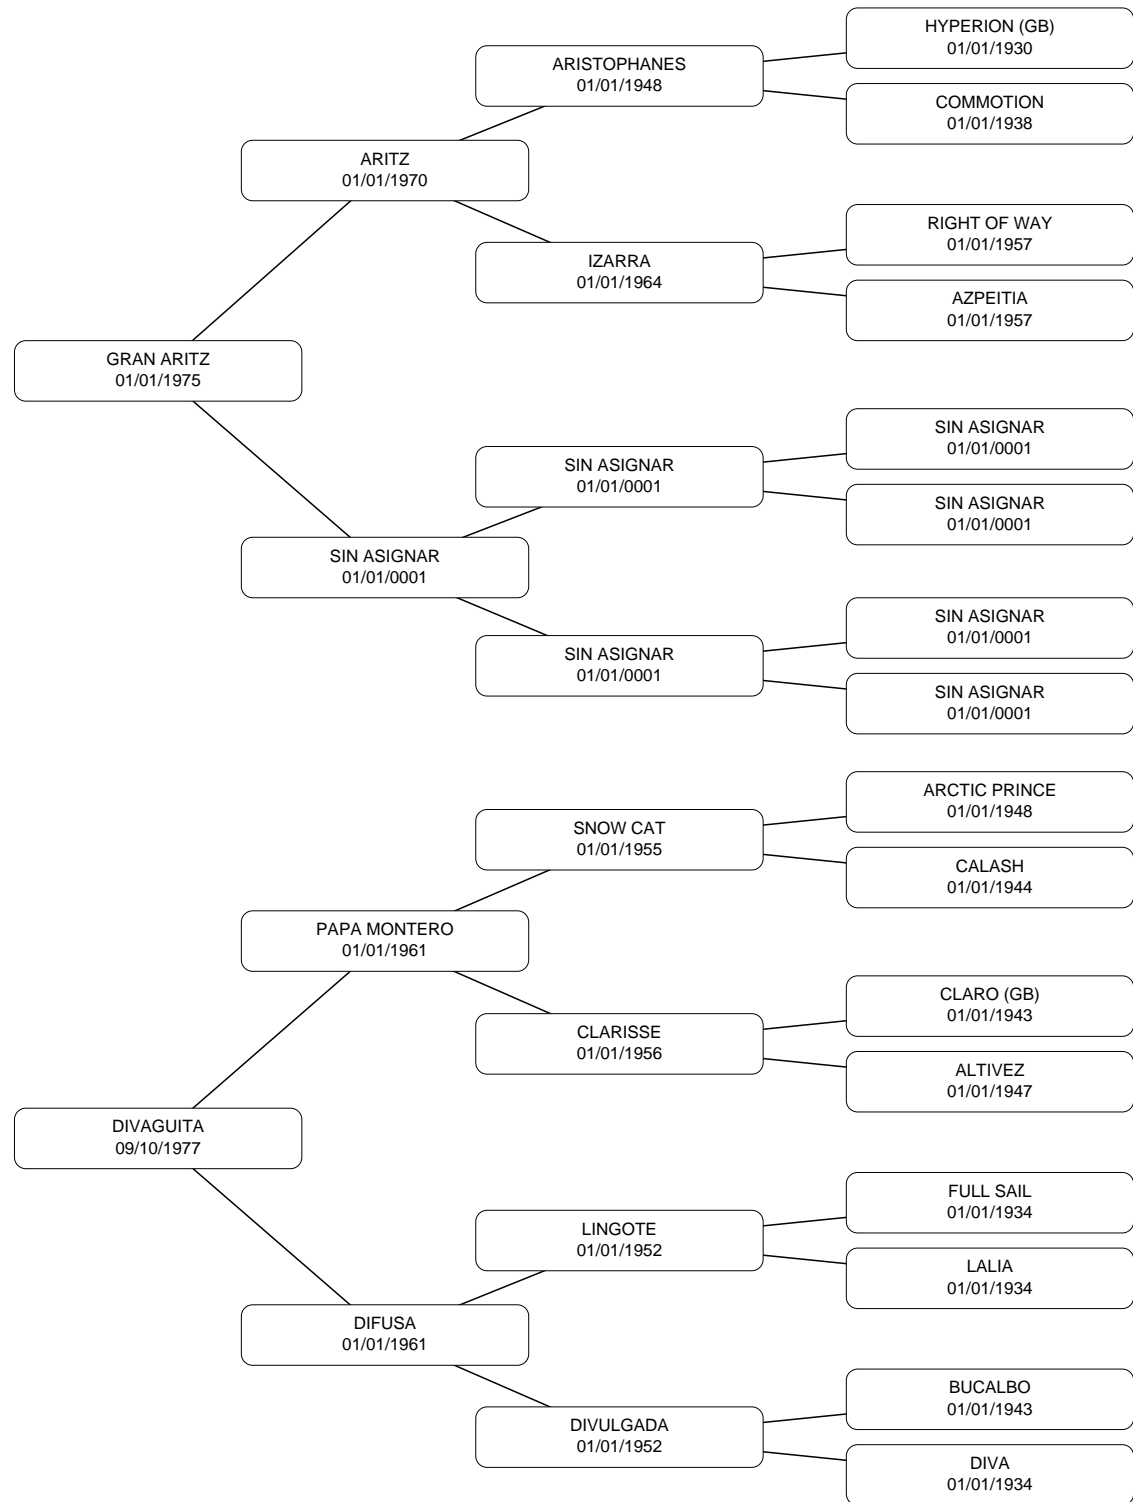 HYPERION (GB)
01/01/1930
ARISTOPHANES
01/01/1948
COMMOTION
01/01/1938
ARITZ
01/01/1970
RIGHT OF WAY
01/01/1957
IZARRA
01/01/1964
AZPEITIA
01/01/1957
GRAN ARITZ
01/01/1975
SIN ASIGNAR
01/01/0001
SIN ASIGNAR
01/01/0001
SIN ASIGNAR
01/01/0001
SIN ASIGNAR
01/01/0001
SIN ASIGNAR
01/01/0001
SIN ASIGNAR
01/01/0001
SIN ASIGNAR
01/01/0001
ARCTIC PRINCE
01/01/1948
SNOW CAT
01/01/1955
CALASH
01/01/1944
PAPA MONTERO
01/01/1961
CLARO (GB)
01/01/1943
CLARISSE
01/01/1956
ALTIVEZ
01/01/1947
DIVAGUITA
09/10/1977
FULL SAIL
01/01/1934
LINGOTE
01/01/1952
LALIA
01/01/1934
DIFUSA
01/01/1961
BUCALBO
01/01/1943
DIVULGADA
01/01/1952
DIVA
01/01/1934